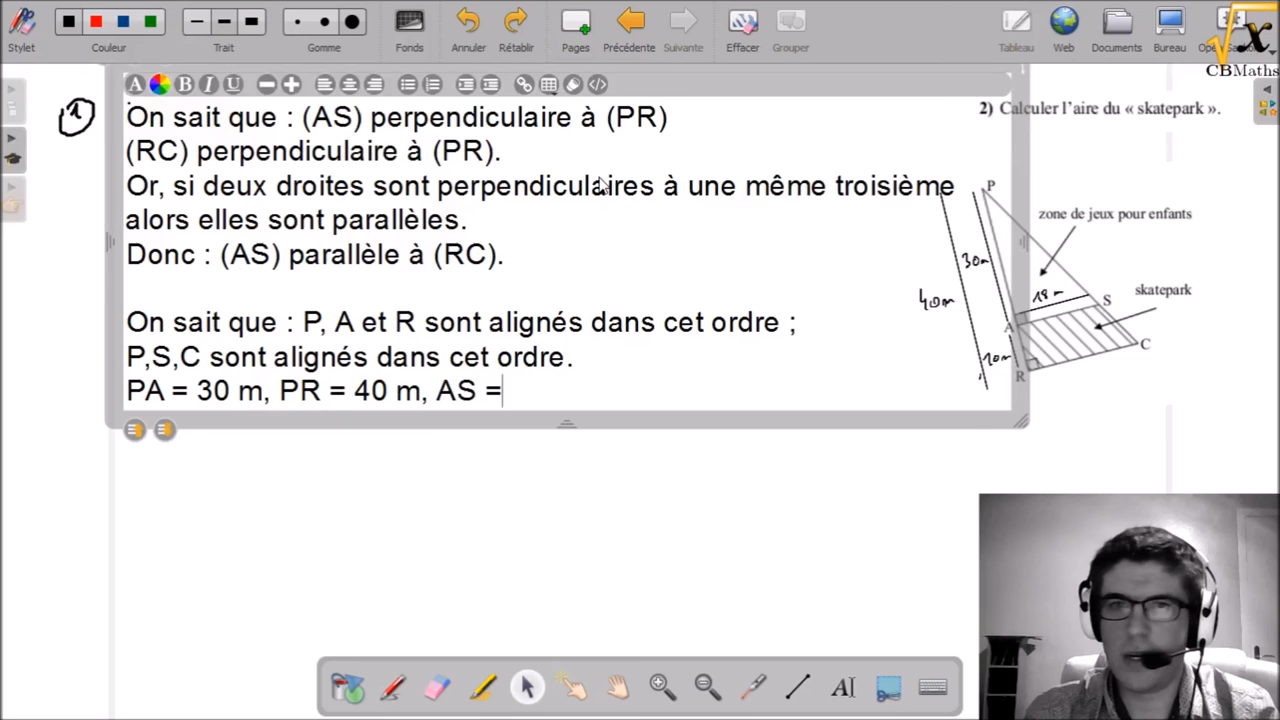 Stylet
Couleur
Trait
Gomme
Fonds
Annuler
Rétablir
Pages
Précédente
Suivante
Effacer
Grouper
Tableau
Web
Documents
Bureau
CBMaths
1
On sait que : (AS) perpendiculaire à (PR)
(RC) perpendiculaire à (PR).
Or, si deux droites sont perpendiculaires à une même troisième
alors elles sont parallèles.
Donc : (AS) parallèle à (RC).
On sait que : P, A et R sont alignés dans cet ordre ;
P,S,C sont alignés dans cet ordre.
PA = 30 m, PR = 40 m, AS =
2) Calculer l'aire du « skatepark ».
P
zone de jeux pour enfants
30m
40m
18 m
S
skatepark
A
C
10m
R